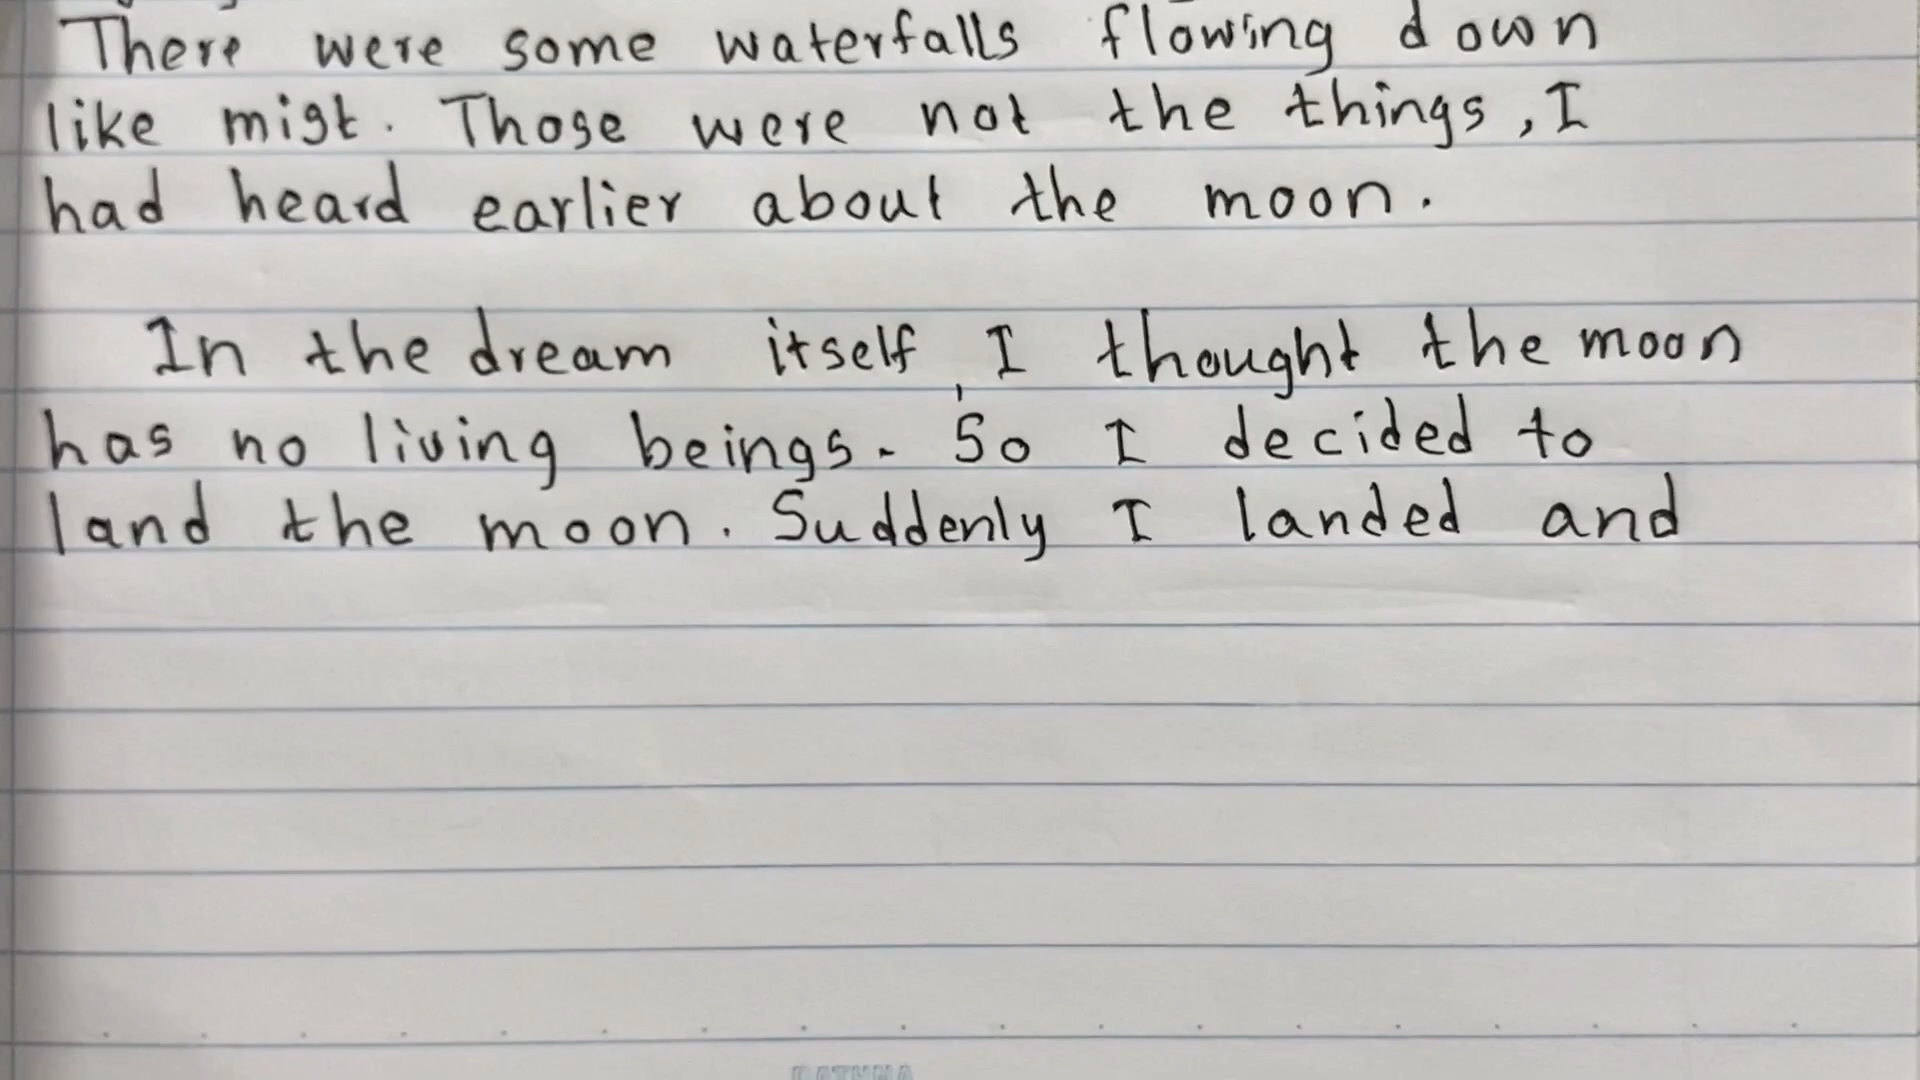 There were some waterfalls flowing down
like mist. Those were not the things, I
had heard earlier about the moon.
In the dream itself, I thought the moon
has no living beings. So I decided to
land the moon. Suddenly I landed and